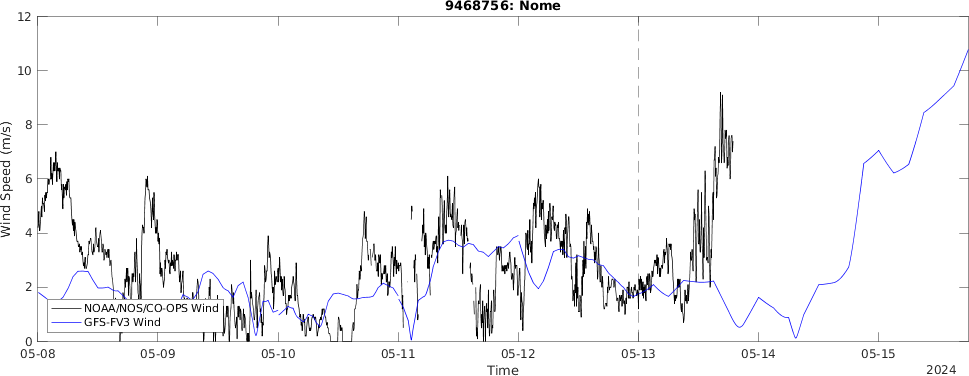 9468756: Nome
12
10
8
6
4
2
0
Wind Speed (m/s)
NOAA/NOS/CO-OPS Wind
GFS-FV3 Wind
05-08 05-09 05-10 05-11 05-12 05-13 05-14 05-15
Time
2024